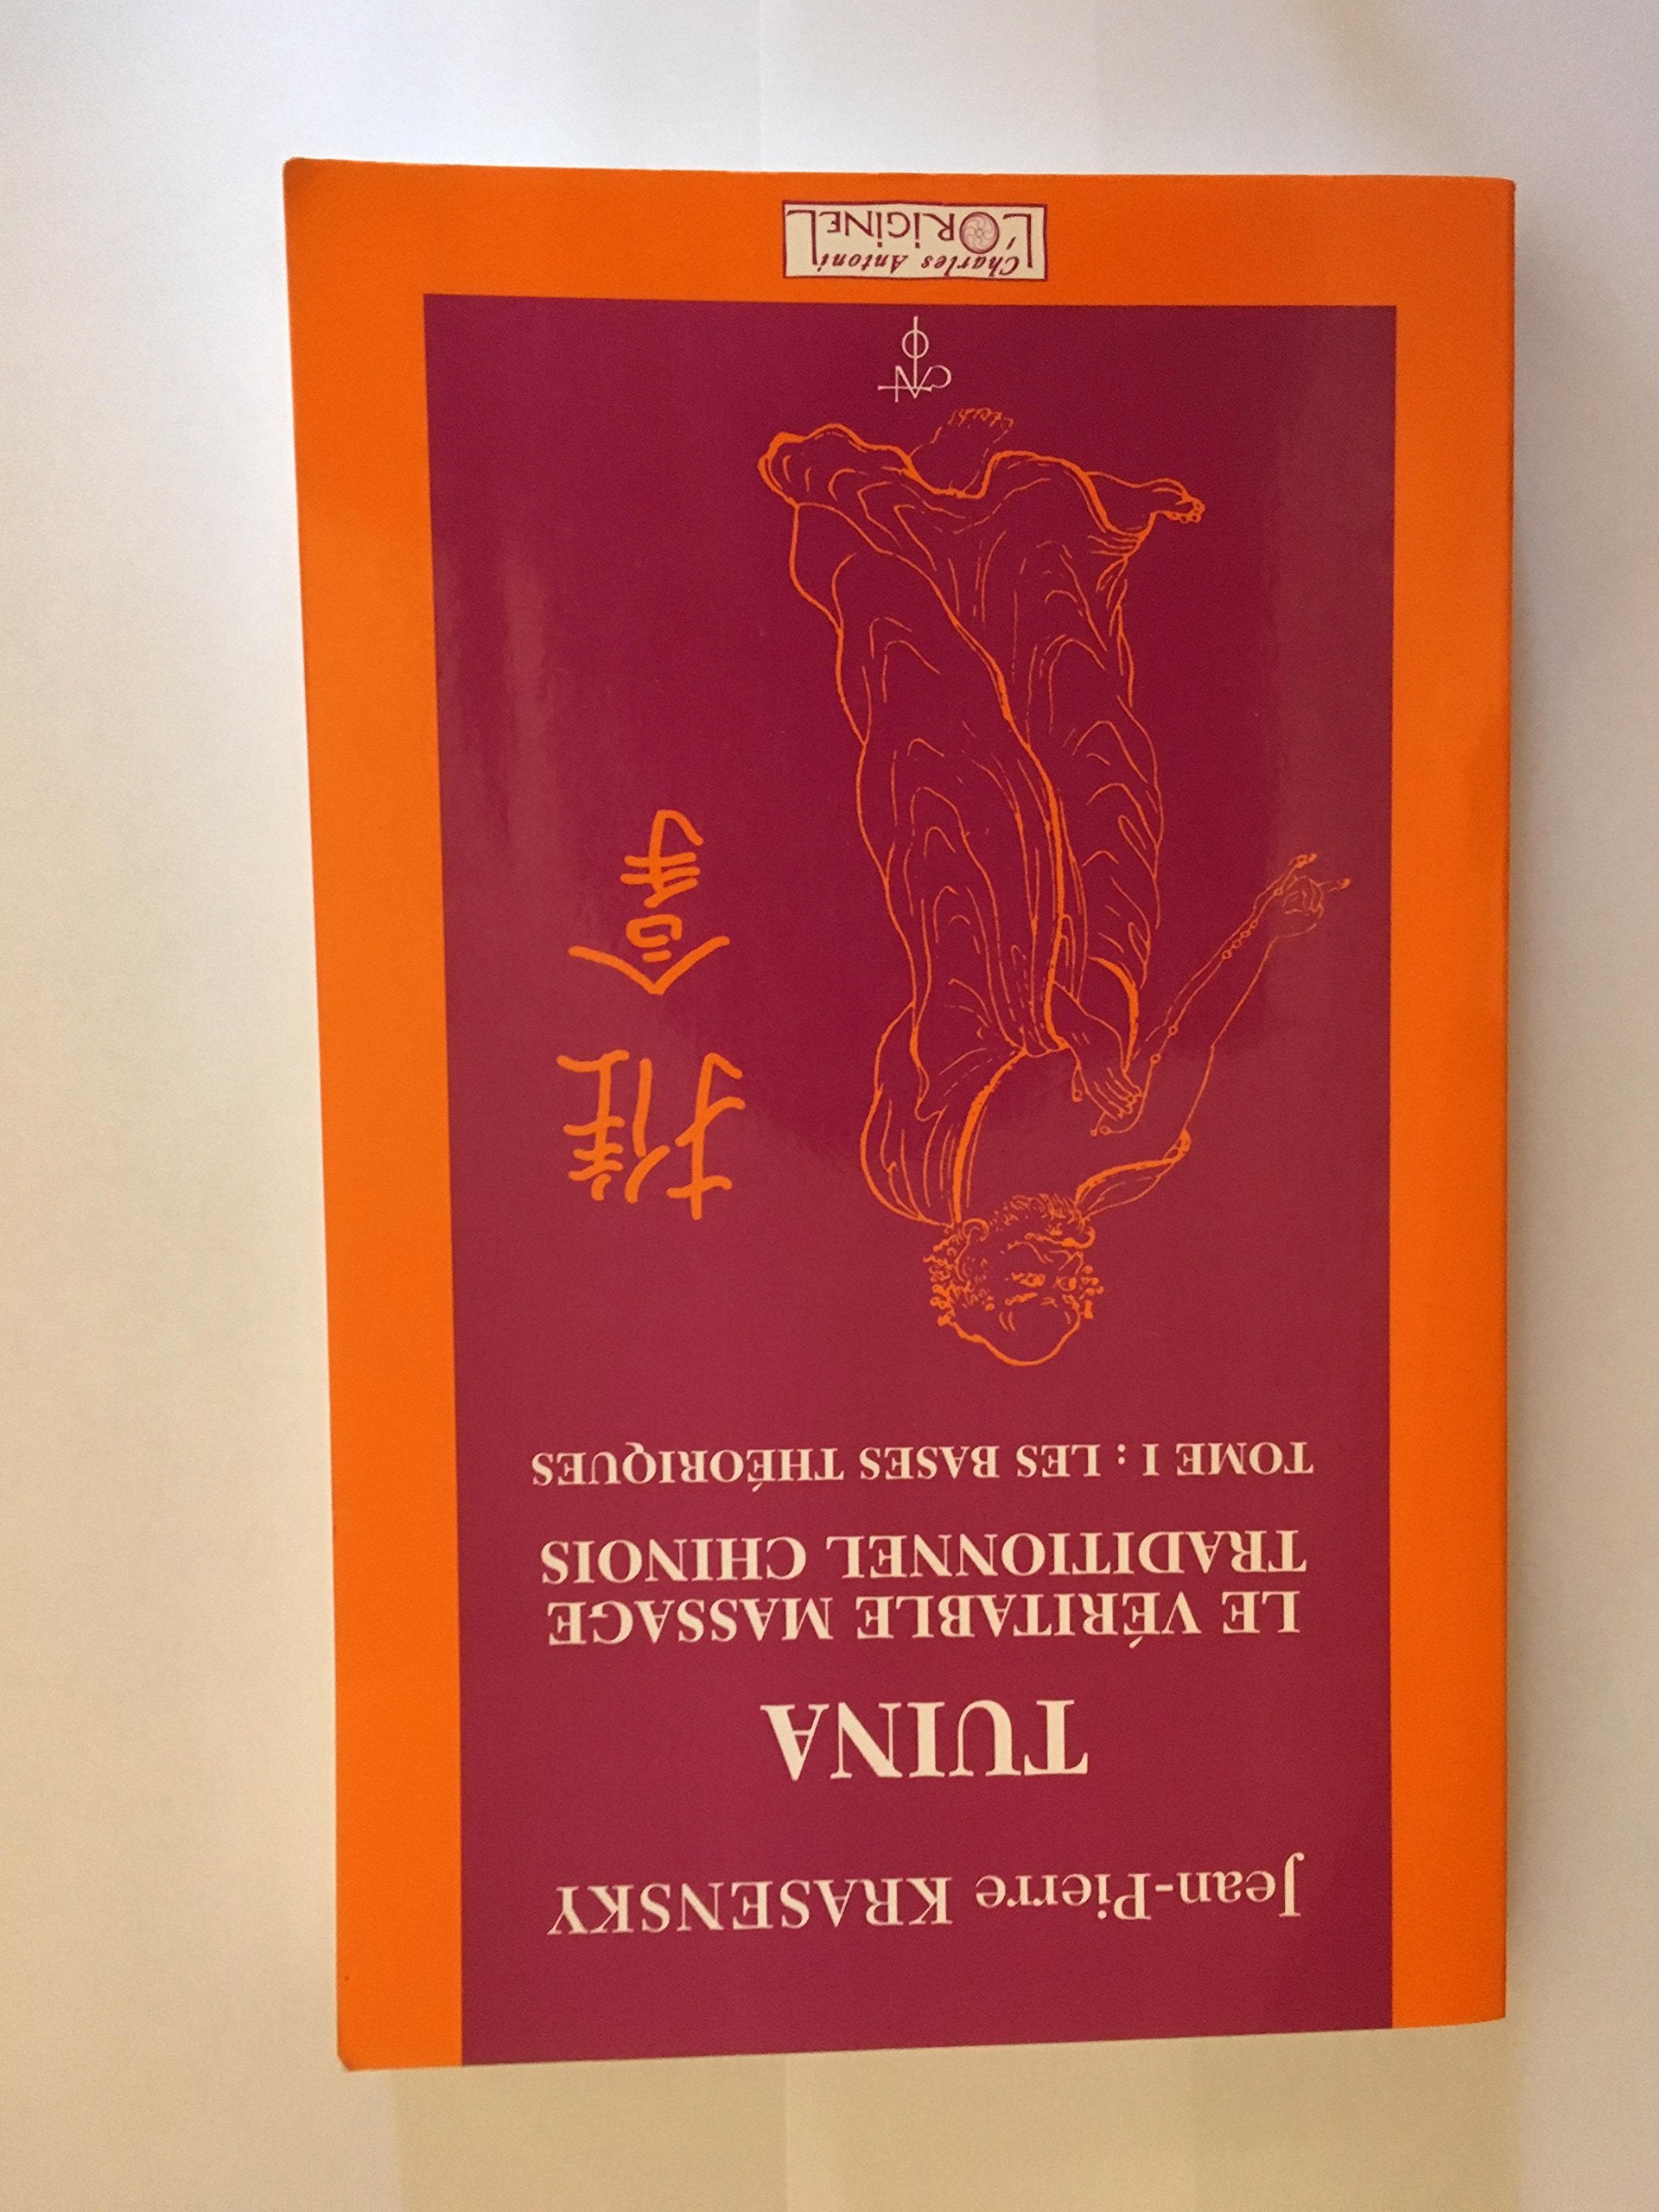 Jean-Pierre KRASENSKY
TUINA
LE VÉRITABLE MASSAGE
TRADITIONNEL CHINOIS
TOME I : LES BASES THÉORIQUES
推
拿
Charles Antoni
L'ORIGINEL